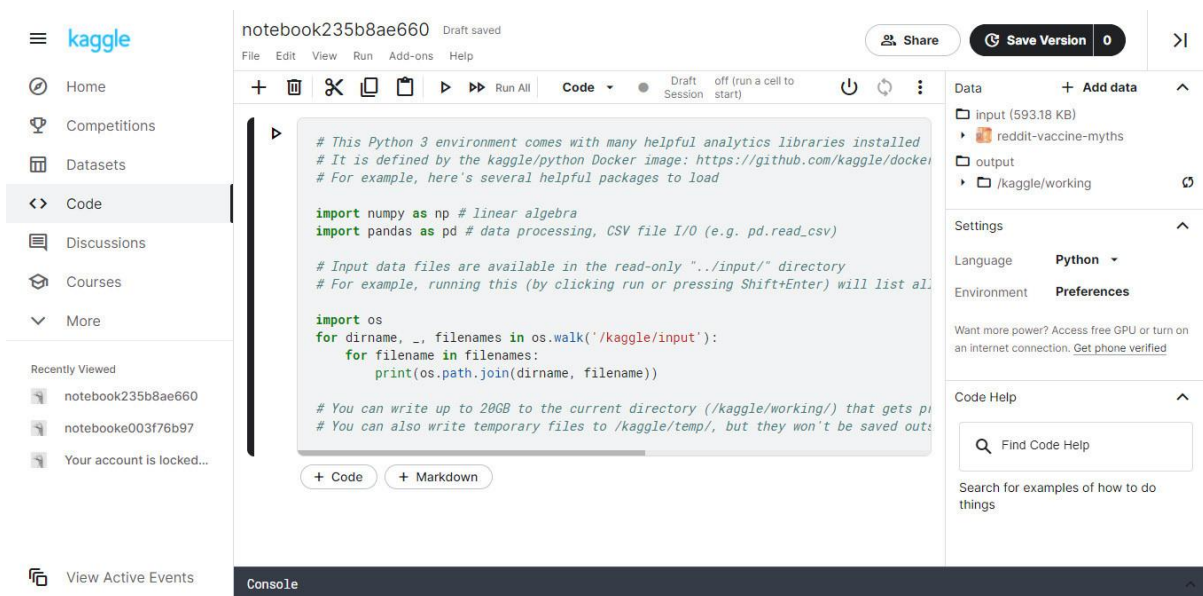 kaggle
Home
Competitions
Datasets
Code
Discussions
Courses
More
Recently Viewed
notebook235b8ae660
notebooke003f76b97
Your account is locked...
View Active Events
notebook235b8ae660 Draft saved
File Edit View Run Add-ons Help
Share
Save Version 0
Run All
Code
Draft Session off (run a cell to start)
# This Python 3 environment comes with many helpful analytics libraries installed
# It is defined by the kaggle/python Docker image: https://github.com/kaggle/docker
# For example, here's several helpful packages to load
import numpy as np # linear algebra
import pandas as pd # data processing, CSV file I/O (e.g. pd.read_csv)
# Input data files are available in the read-only "../input/" directory
# For example, running this (by clicking run or pressing Shift+Enter) will list all
import os
for dirname, _, filenames in os.walk('/kaggle/input'):
    for filename in filenames:
        print(os.path.join(dirname, filename))
# You can write up to 20GB to the current directory (/kaggle/working/) that gets pr
# You can also write temporary files to /kaggle/temp/, but they won't be saved outs
+ Code + Markdown
Console
Data + Add data
input (593.18 KB)
reddit-vaccine-myths
output
/kaggle/working
Settings
Language Python
Environment Preferences
Want more power? Access free GPU or turn on
an internet connection. Get phone verified
Code Help
Find Code Help
Search for examples of how to do
things